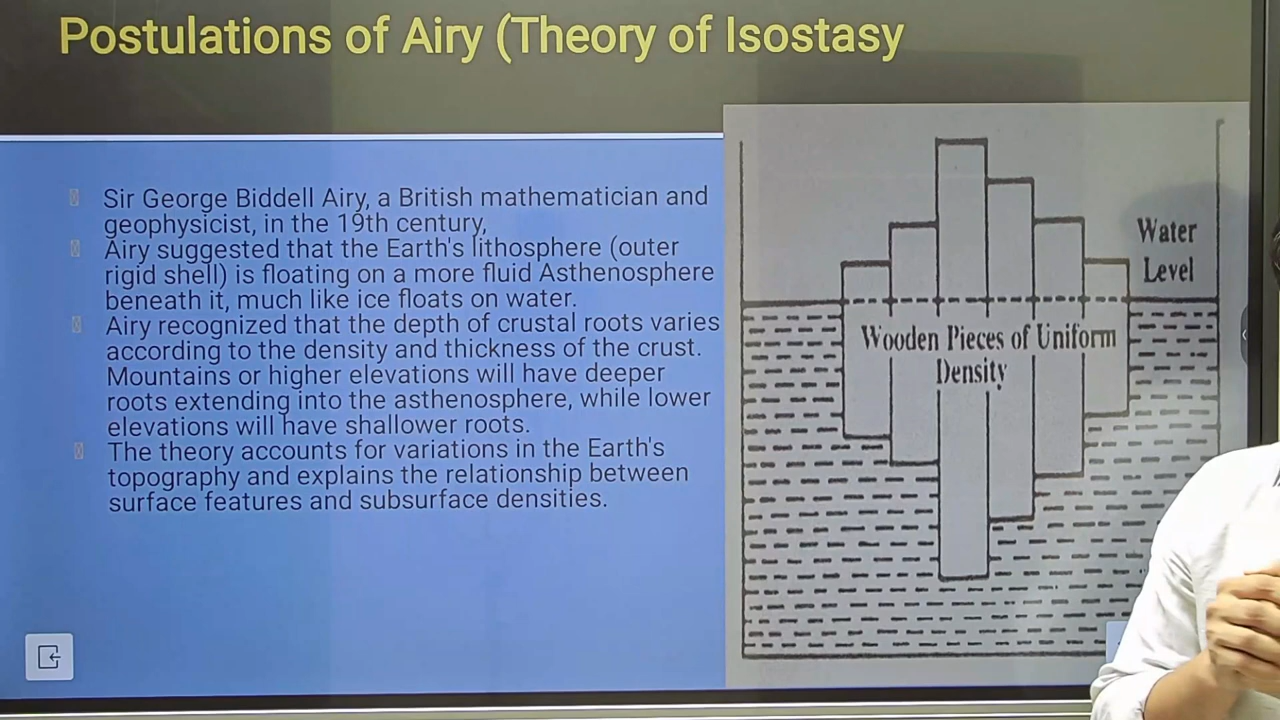 Postulations of Airy (Theory of Isostasy
Sir George Biddell Airy, a British mathematician and
geophysicist, in the 19th century,
Airy suggested that the Earth's lithosphere (outer
rigid shell) is floating on a more fluid Asthenosphere
beneath it, much like ice floats on water.
Airy recognized that the depth of crustal roots varies
according to the density and thickness of the crust.
Mountains or higher elevations will have deeper
roots extending into the asthenosphere, while lower
elevations will have shallower roots.
The theory accounts for variations in the Earth's
topography and explains the relationship between
surface features and subsurface densities.
Water
Level
Wooden Pieces of Uniform
Density